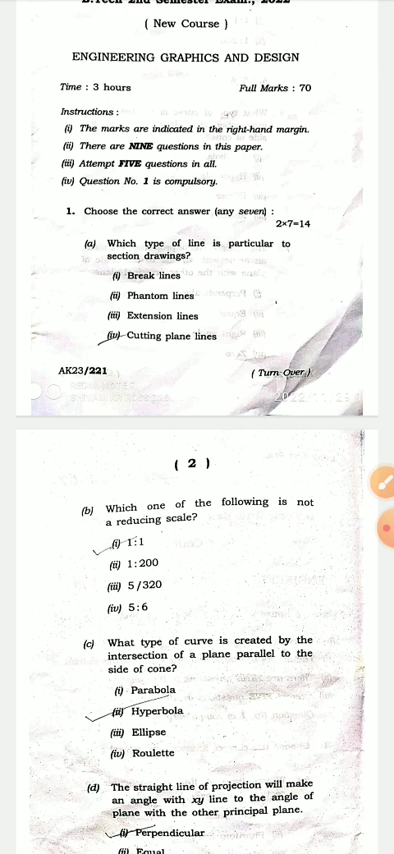 B.Tech 2nd Semester Exam., 2022
( New Course )
ENGINEERING GRAPHICS AND DESIGN
Time : 3 hours Full Marks : 70
Instructions :
(i) The marks are indicated in the right-hand margin.
(ii) There are NINE questions in this paper.
(iii) Attempt FIVE questions in all.
(iv) Question No. 1 is compulsory.
1. Choose the correct answer (any seven) :
2×7=14
(a) Which type of line is particular to
section drawings?
(i) Break lines
(ii) Phantom lines
(iii) Extension lines
(iv) Cutting plane lines
AK23/221 ( Turn Over )
( 2 )
(b) Which one of the following is not
a reducing scale?
(i) 1:1
(ii) 1:200
(iii) 5/320
(iv) 5:6
(c) What type of curve is created by the
intersection of a plane parallel to the
side of cone?
(i) Parabola
(ii) Hyperbola
(iii) Ellipse
(iv) Roulette
(d) The straight line of projection will make
an angle with xy line to the angle of
plane with the other principal plane.
(i) Perpendicular
(ii) Equal